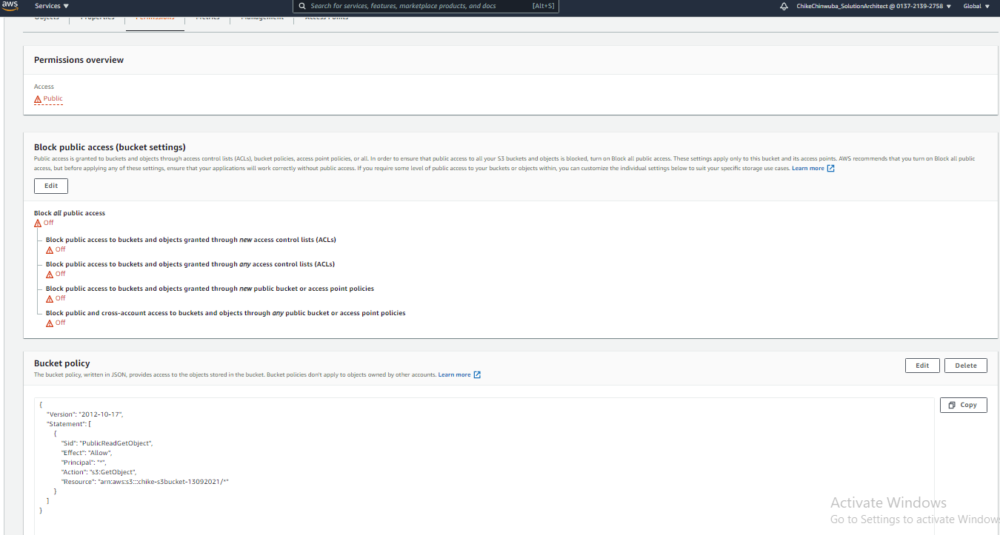 aws
Services ▼
Search for services, features, marketplace products, and docs [Alt+S]
ChikeChinwuba_SolutionArchitect @ 0137-2139-2758 ▼
Global ▼
Objects Properties Permissions Metrics Management Access Points
Permissions overview
Access
Public
Block public access (bucket settings)
Public access is granted to buckets and objects through access control lists (ACLs), bucket policies, access point policies, or all. In order to ensure that public access to all your S3 buckets and objects is blocked, turn on Block all public access. These settings apply only to this bucket and its access points. AWS recommends that you turn on Block all public
access, but before applying any of these settings, ensure that your applications will work correctly without public access. If you require some level of public access to your buckets or objects within, you can customize the individual settings below to suit your specific storage use cases. Learn more
Edit
Block all public access
Off
Block public access to buckets and objects granted through new access control lists (ACLs)
Off
Block public access to buckets and objects granted through any access control lists (ACLs)
Off
Block public access to buckets and objects granted through new public bucket or access point policies
Off
Block public and cross-account access to buckets and objects through any public bucket or access point policies
Off
Bucket policy
Edit
Delete
The bucket policy, written in JSON, provides access to the objects stored in the bucket. Bucket policies don't apply to objects owned by other accounts. Learn more
Copy
{
"Version": "2012-10-17",
"Statement": [
{
"Sid": "PublicReadGetObject",
"Effect": "Allow",
"Principal": "*",
"Action": "s3:GetObject",
"Resource": "arn:aws:s3:::chike-s3bucket-13092021/*"
}
]
}
Activate Windows
Go to Settings to activate Windows